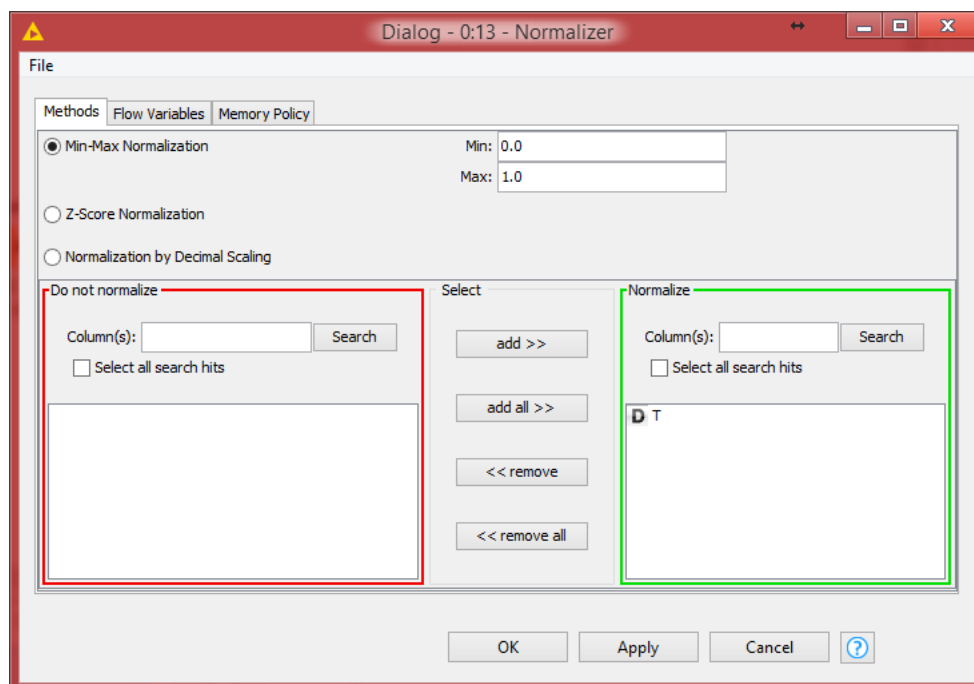 Dialog - 0:13 - Normalizer
File
Methods Flow Variables Memory Policy
Min-Max Normalization Min: 0.0
Max: 1.0
Z-Score Normalization
Normalization by Decimal Scaling
Do not normalize
Column(s): Search
Select all search hits
Select
add >>
add all >>
<< remove
<< remove all
Normalize
Column(s): Search
Select all search hits
D T
OK Apply Cancel ?